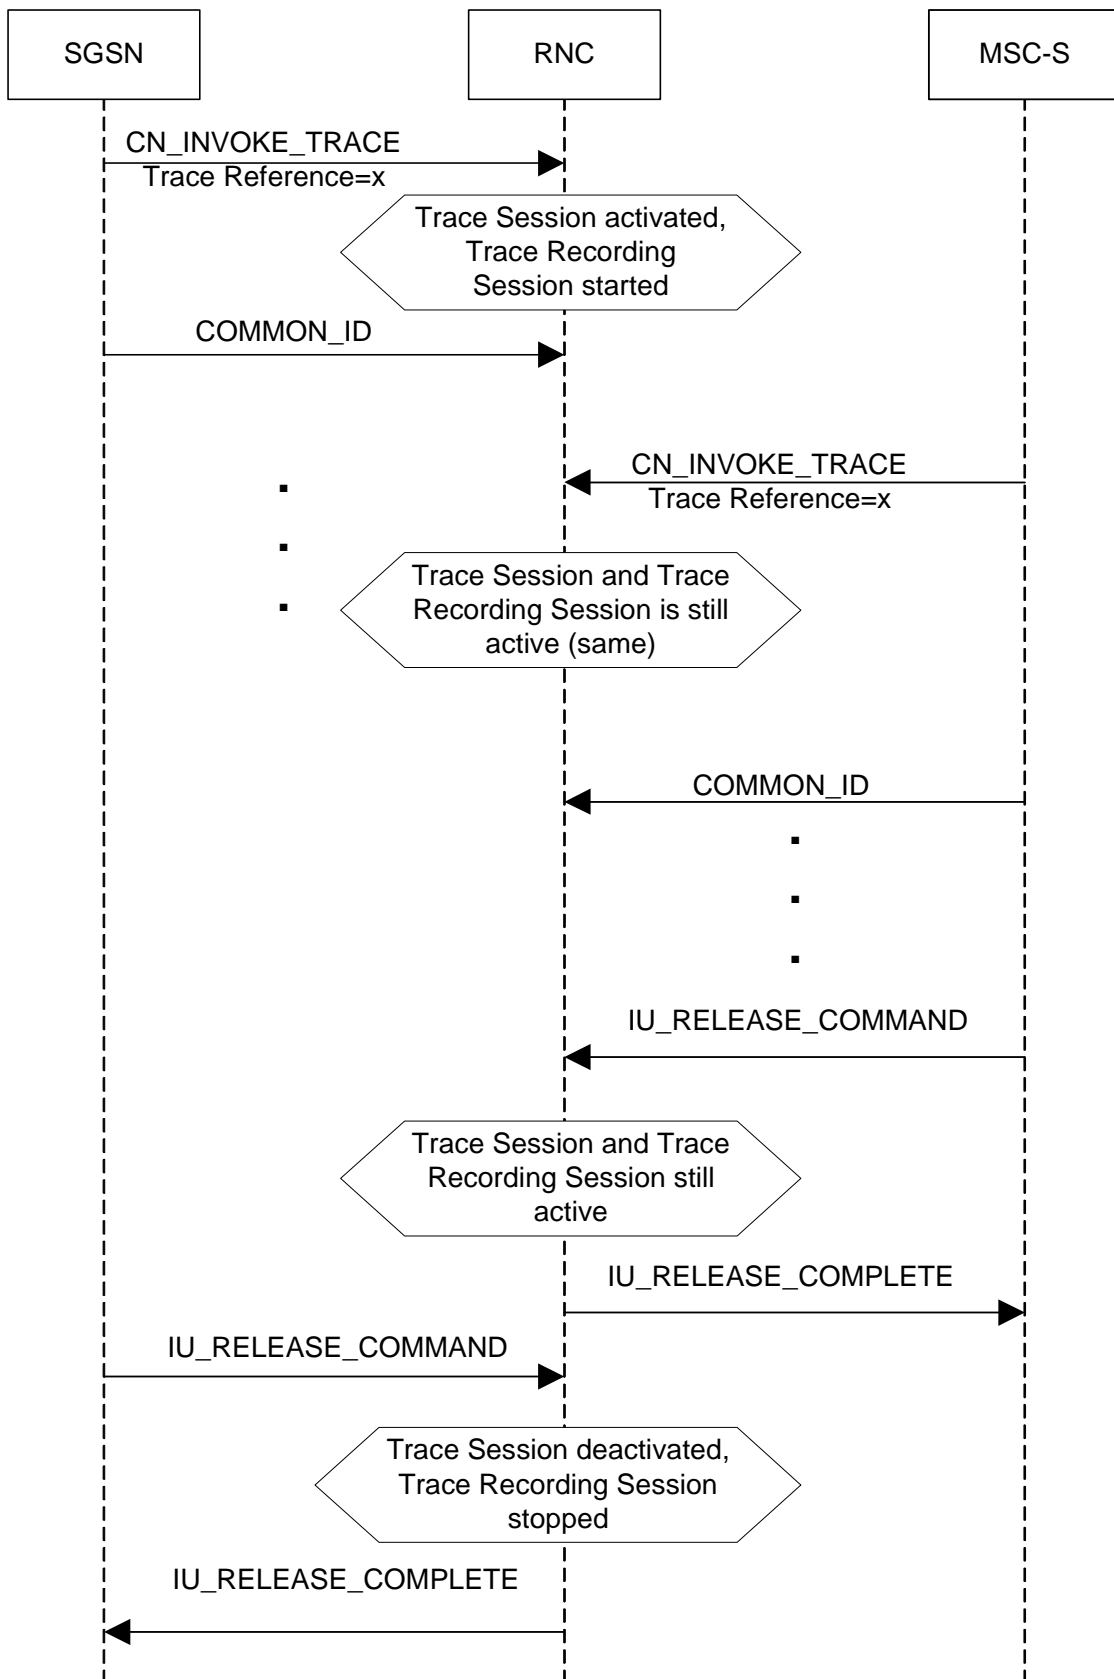 SGSN
RNC
MSC-S
CN_INVOKE_TRACE
Trace Reference=x
Trace Session activated,
Trace Recording
Session started
COMMON_ID
CN_INVOKE_TRACE
Trace Reference=x
Trace Session and Trace
Recording Session is still
active (same)
COMMON_ID
IU_RELEASE_COMMAND
Trace Session and Trace
Recording Session still
active
IU_RELEASE_COMPLETE
IU_RELEASE_COMMAND
Trace Session deactivated,
Trace Recording Session
stopped
IU_RELEASE_COMPLETE